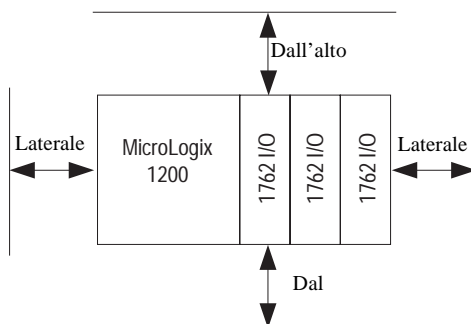 Dall'alto
Laterale
MicroLogix
1200
1762 I/O
1762 I/O
1762 I/O
Laterale
Dal